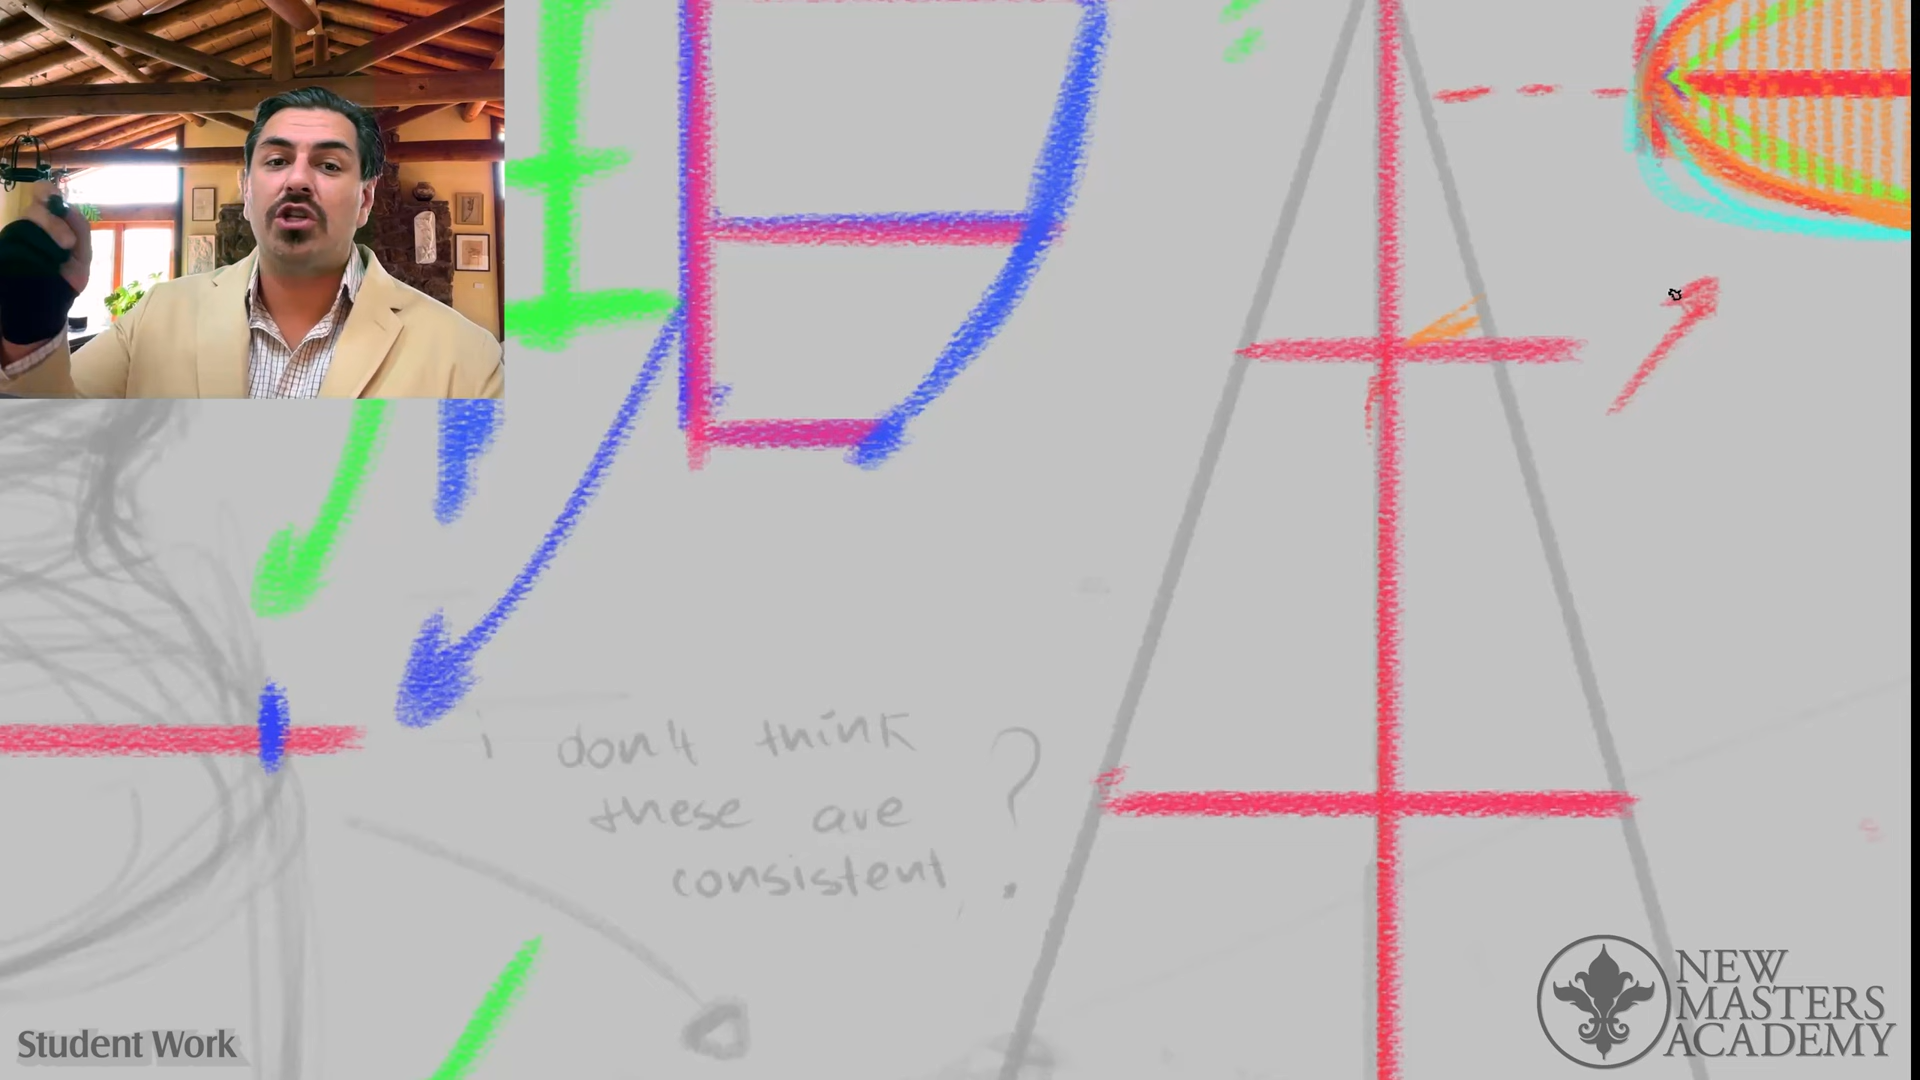 i don't think
these are ?
consistent
Student Work
NEW
MASTERS
ACADEMY